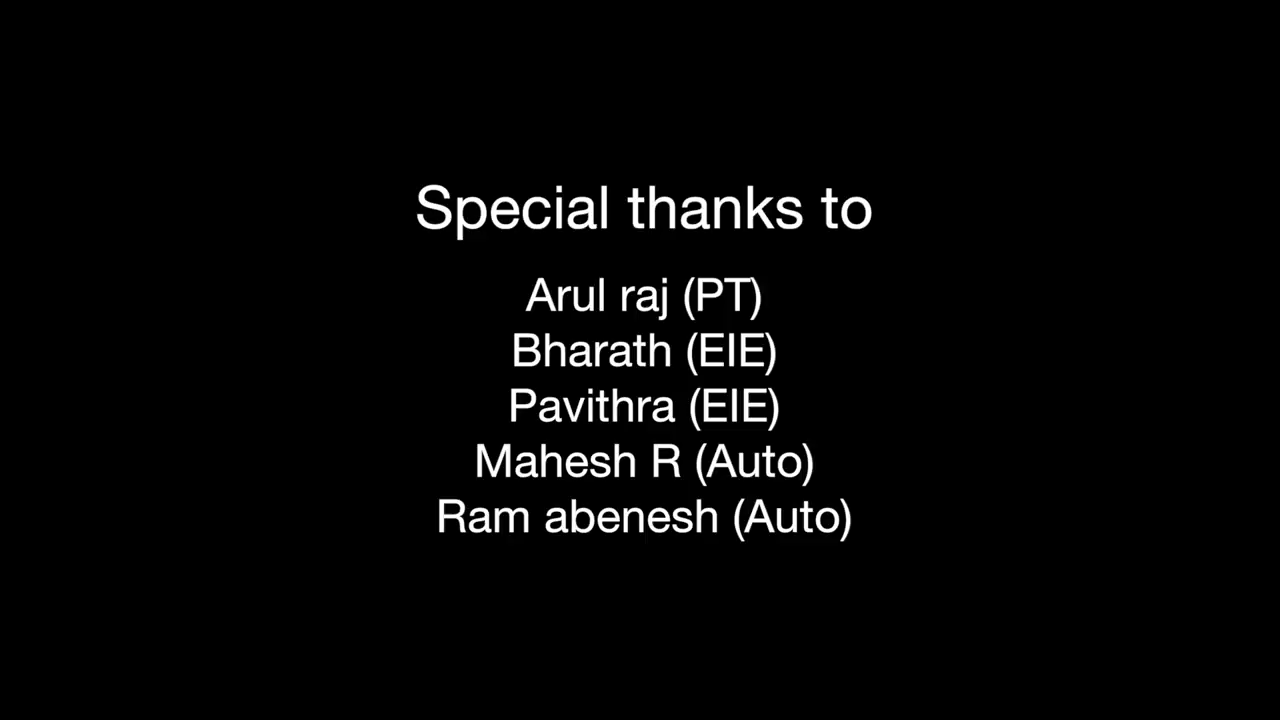 Special thanks to
Arul raj (PT)
Bharath (EIE)
Pavithra (EIE)
Mahesh R (Auto)
Ram abenesh (Auto)